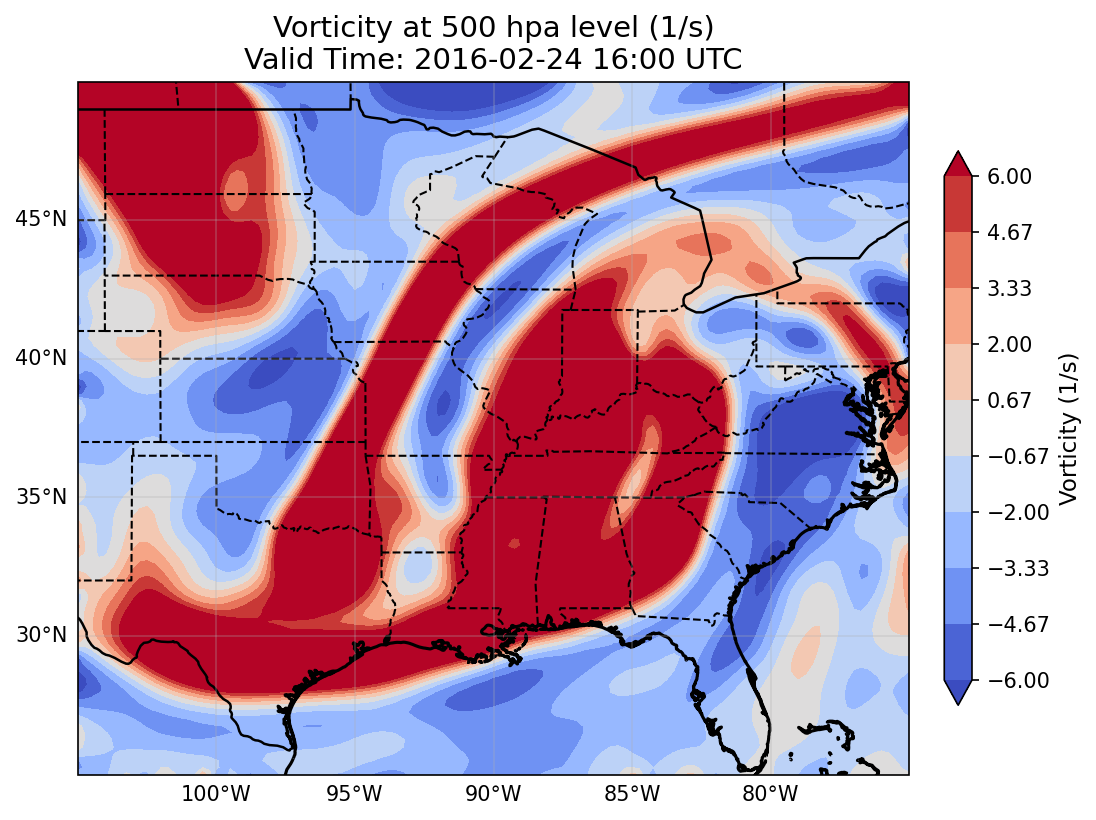 Vorticity at 500 hpa level (1/s)
Valid Time: 2016-02-24 16:00 UTC
45°N
40°N
35°N
30°N
100°W
95°W
90°W
85°W
80°W
6.00
4.67
3.33
2.00
0.67
−0.67
−2.00
−3.33
−4.67
−6.00
Vorticity (1/s)